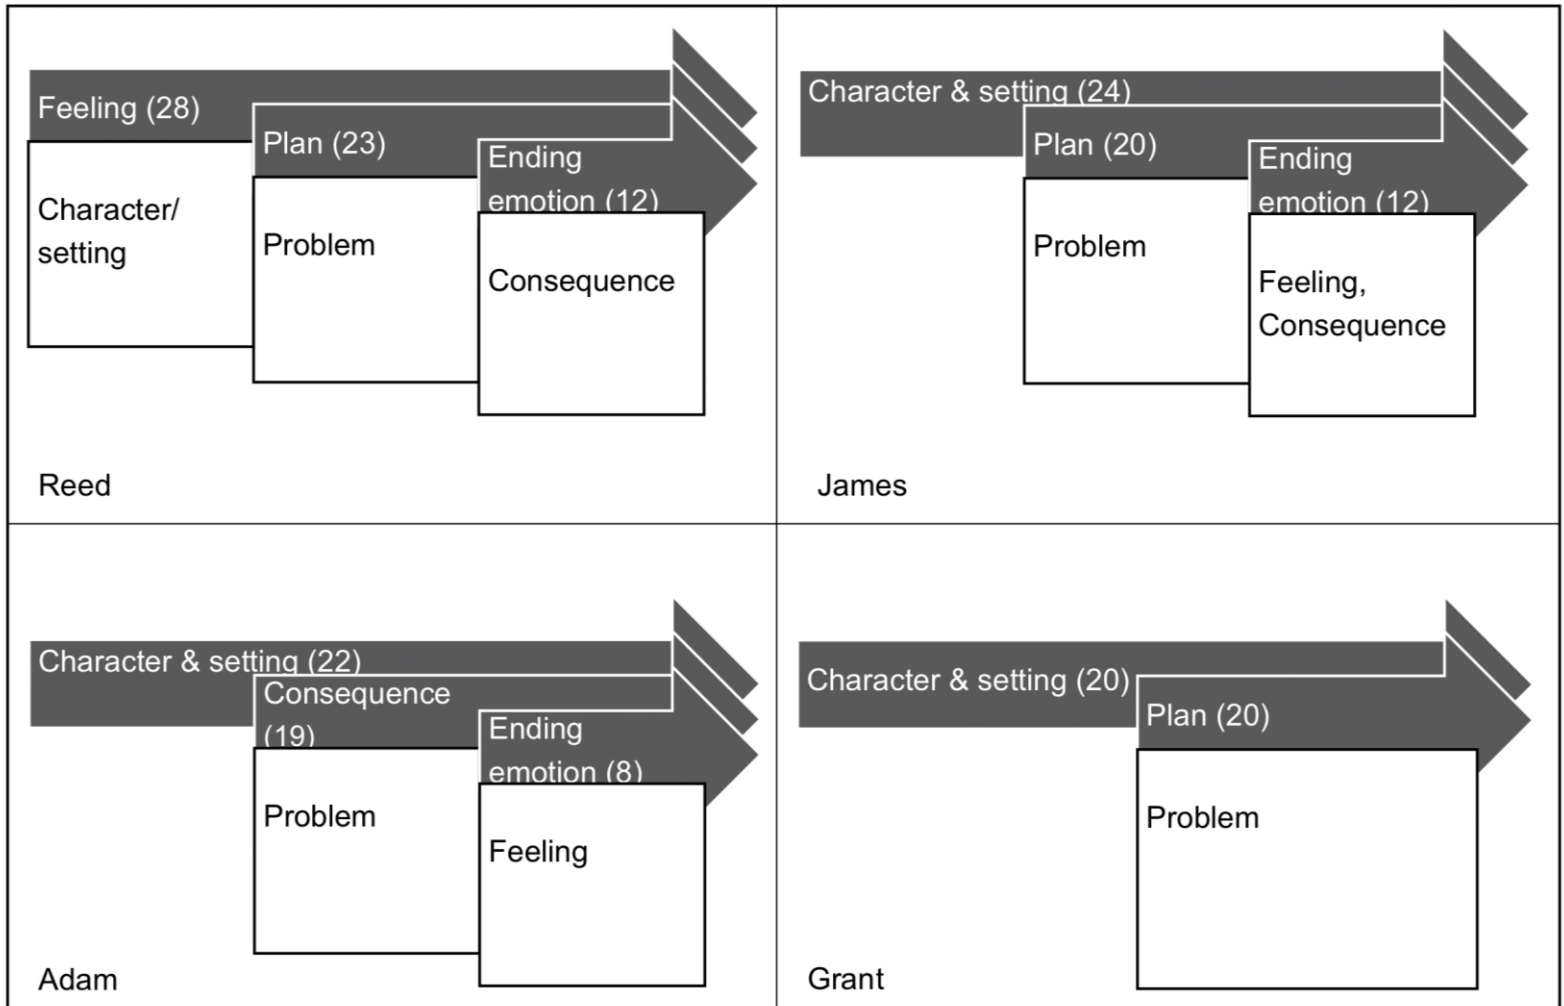 Feeling (28)
Plan (23)
Ending
emotion (12)
Character/
setting
Problem
Consequence
Reed
Character & setting (24)
Plan (20)
Ending
emotion (12)
Problem
Feeling,
Consequence
James
Character & setting (22)
Consequence
(19)
Ending
emotion (8)
Problem
Feeling
Adam
Character & setting (20)
Plan (20)
Problem
Grant